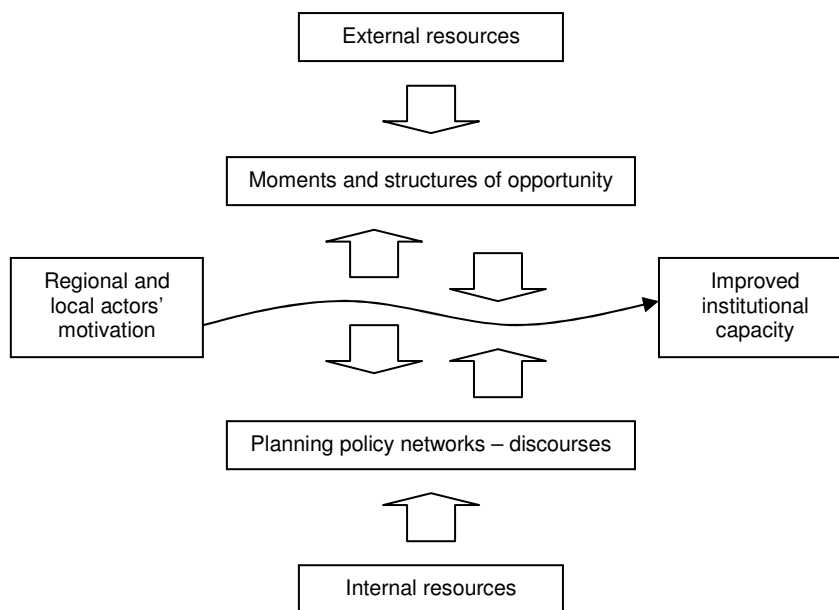 External resources
Moments and structures of opportunity
Regional and
local actors'
motivation
Improved
institutional
capacity
Planning policy networks – discourses
Internal resources